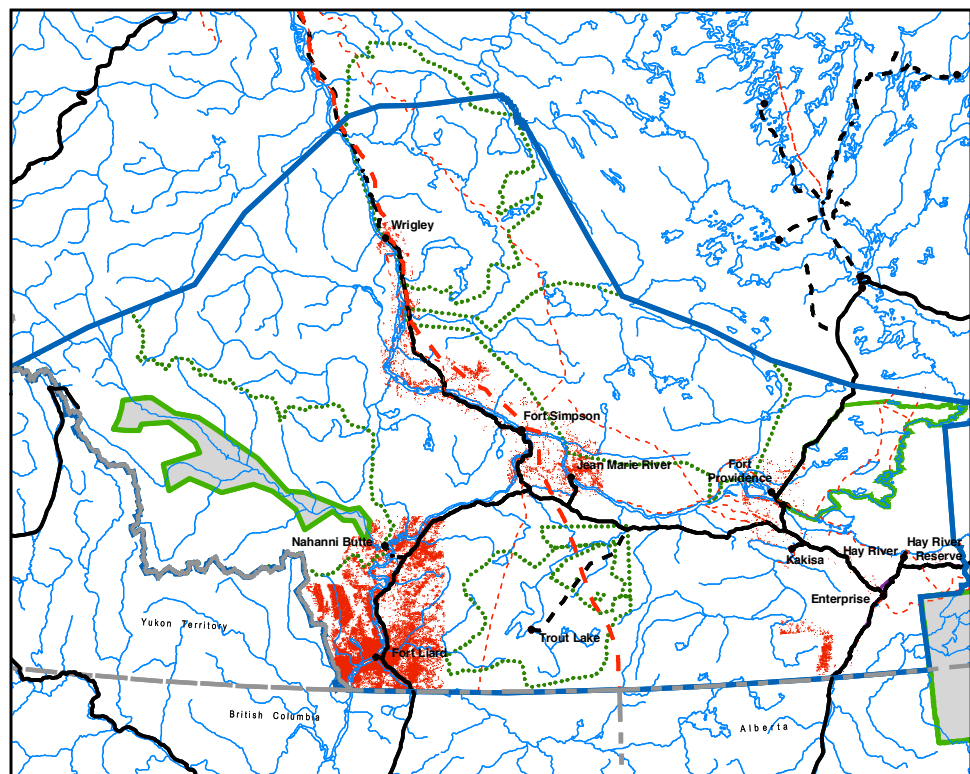 Wrigley
Fort Simpson
Jean Marie River
Fort
Providence
Nahanni Butte
Hay River
Hay River
Reserve
Kakisa
Enterprise
Trout Lake
Fort Liard
Yukon Territory
British Columbia
Alberta